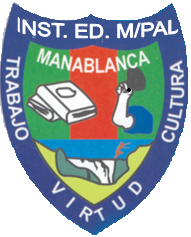 INST. ED. M/PAL
MANABLANCA
TRABAJO
CULTURA
VIRTUD